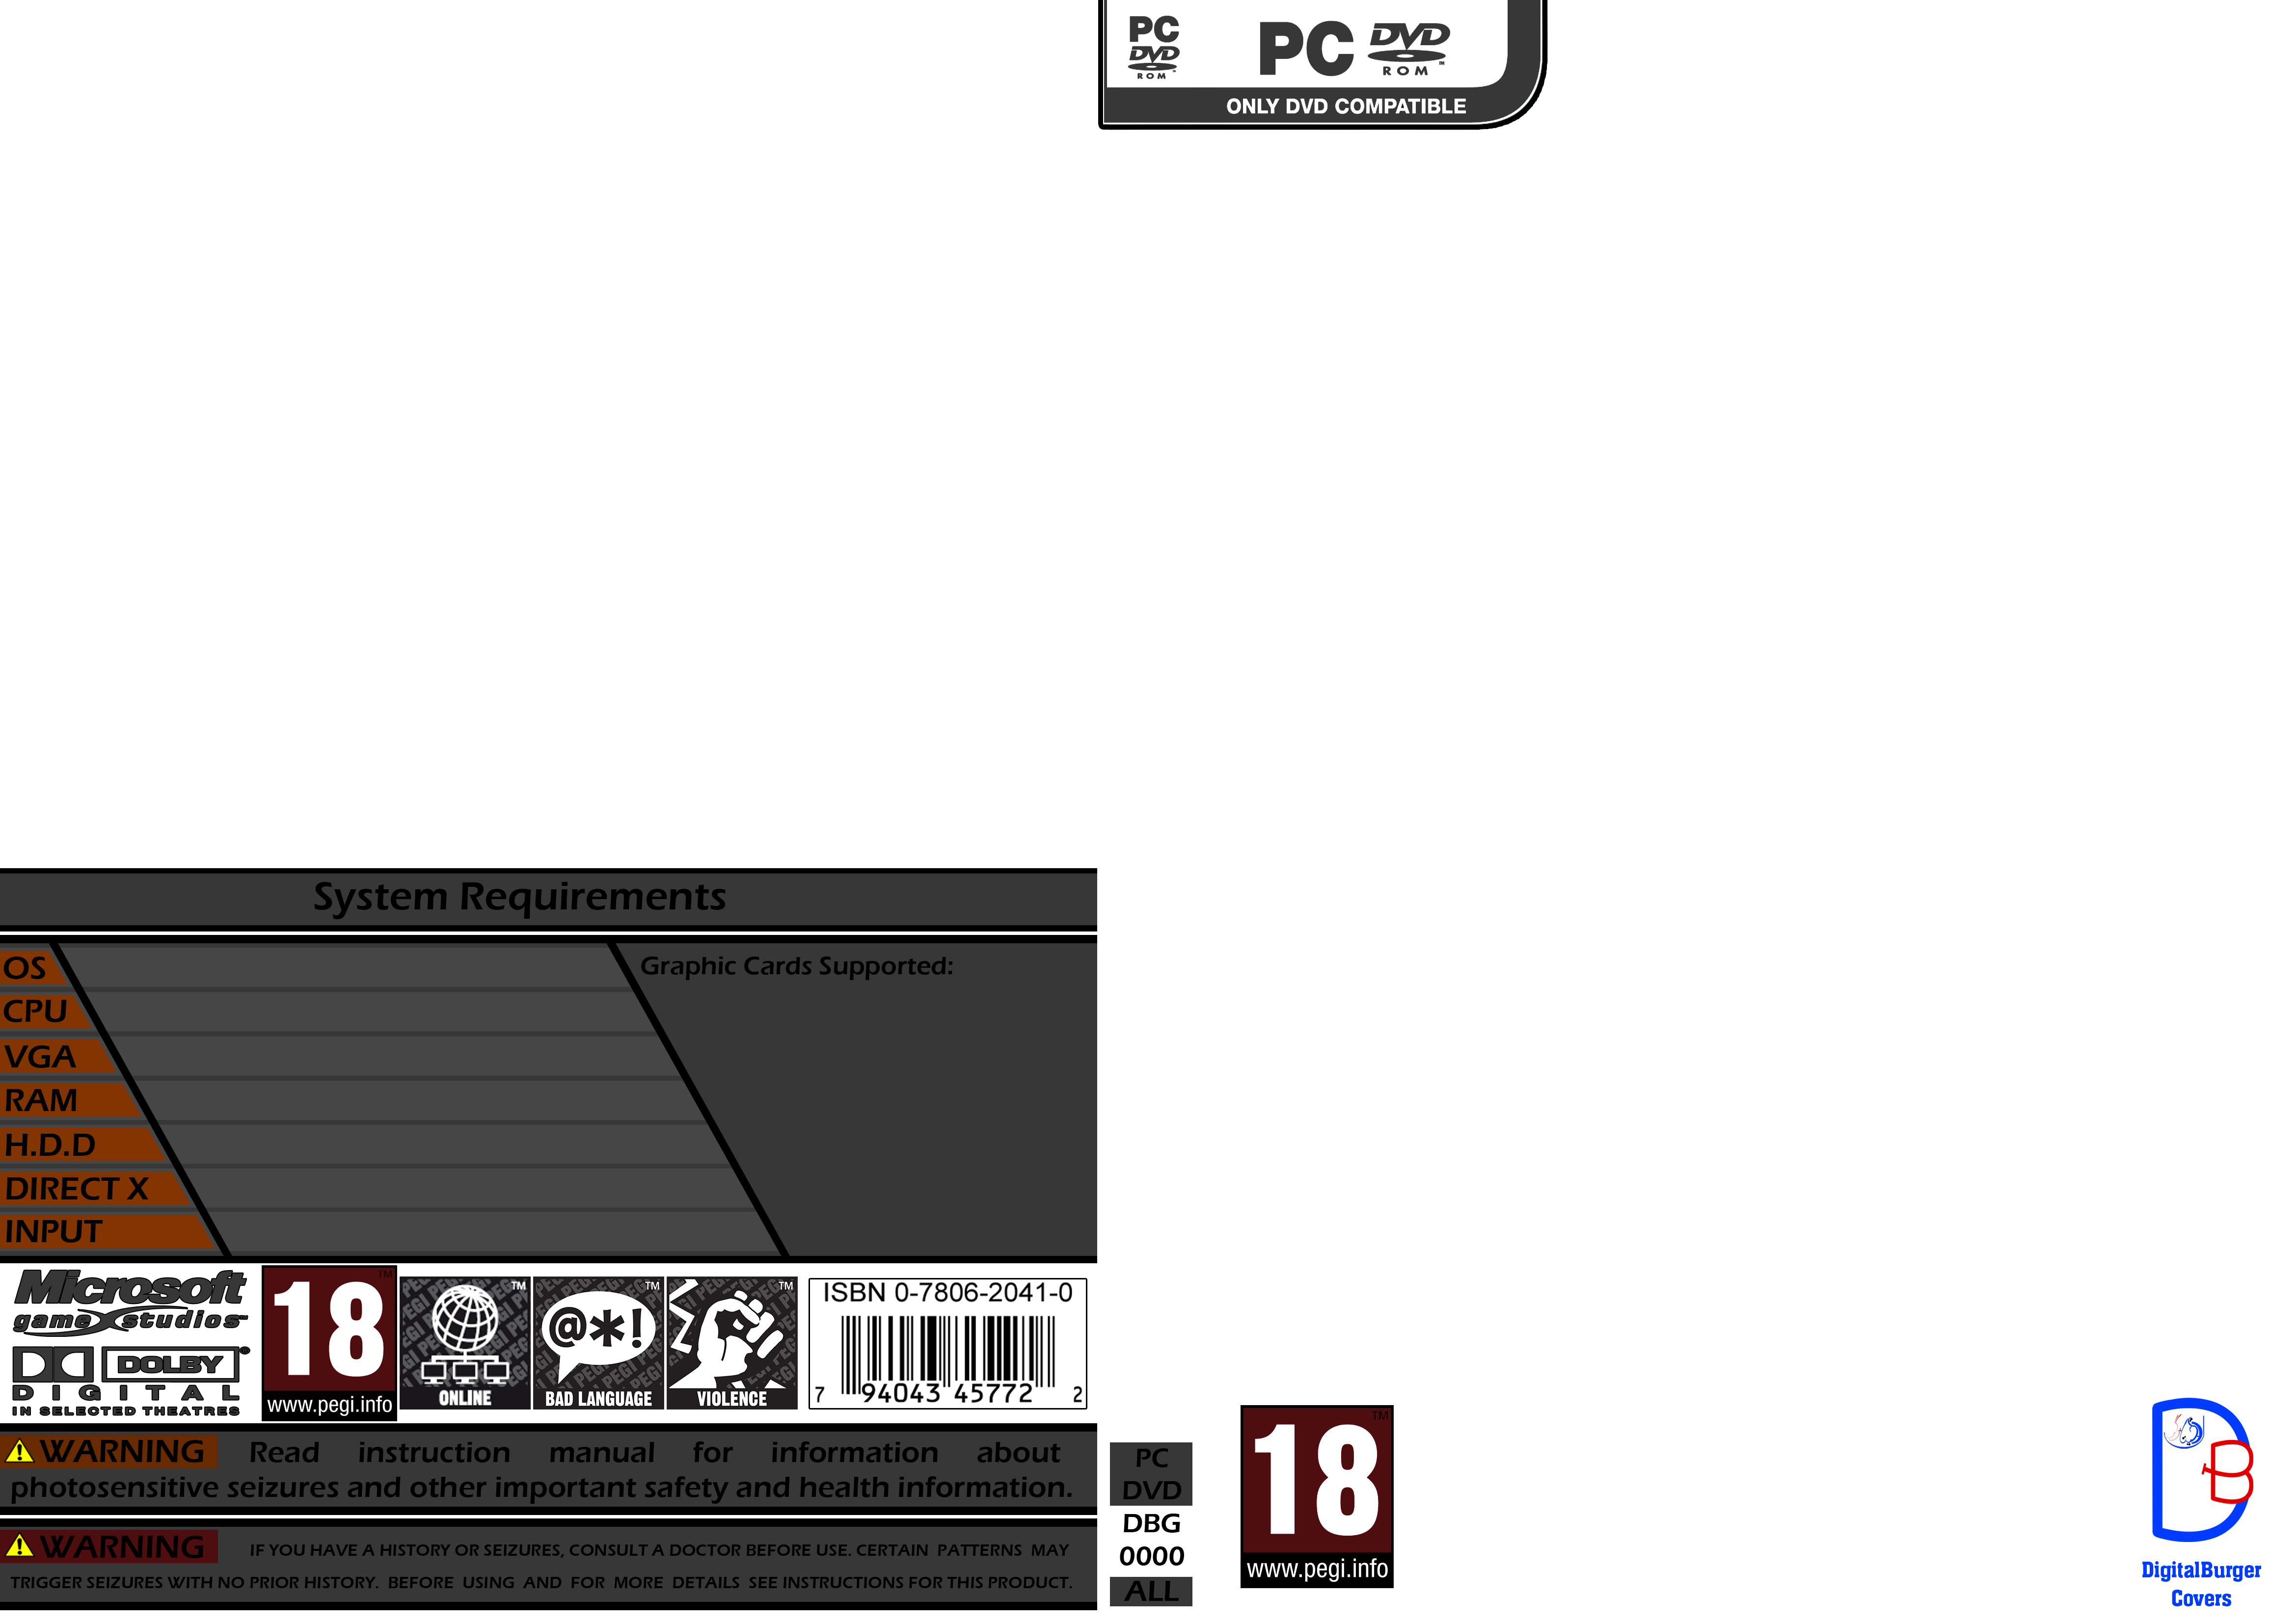 PC
DVD
ROM
PC DVD
ROM
ONLY DVD COMPATIBLE
System Requirements
OS
CPU
VGA
RAM
H.D.D
DIRECT X
INPUT
Graphic Cards Supported:
Microsoft
game studios™
DOLBY®
DIGITAL
IN SELECTED THEATRES
TM
18
www.pegi.info
TM
ONLINE
TM
@*!
BAD LANGUAGE
TM
VIOLENCE
ISBN 0-7806-2041-0
7 94043 45772 2
WARNING Read instruction manual for information about
photosensitive seizures and other important safety and health information.
WARNING IF YOU HAVE A HISTORY OR SEIZURES, CONSULT A DOCTOR BEFORE USE. CERTAIN PATTERNS MAY
TRIGGER SEIZURES WITH NO PRIOR HISTORY. BEFORE USING AND FOR MORE DETAILS SEE INSTRUCTIONS FOR THIS PRODUCT.
PC
DVD
DBG
0000
ALL
TM
18
www.pegi.info
DB
DigitalBurger
Covers